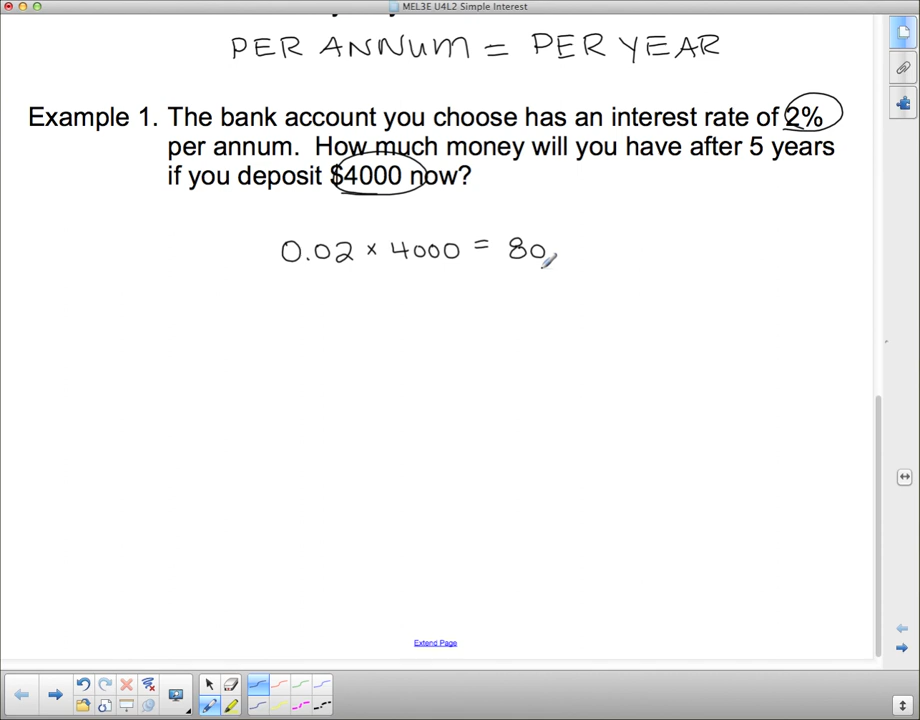 MEL3E U4L2 Simple Interest
PER ANNUM = PER YEAR
Example 1. The bank account you choose has an interest rate of 2%
per annum. How much money will you have after 5 years
if you deposit $4000 now?
0.02 × 4000 = 80
Extend Page